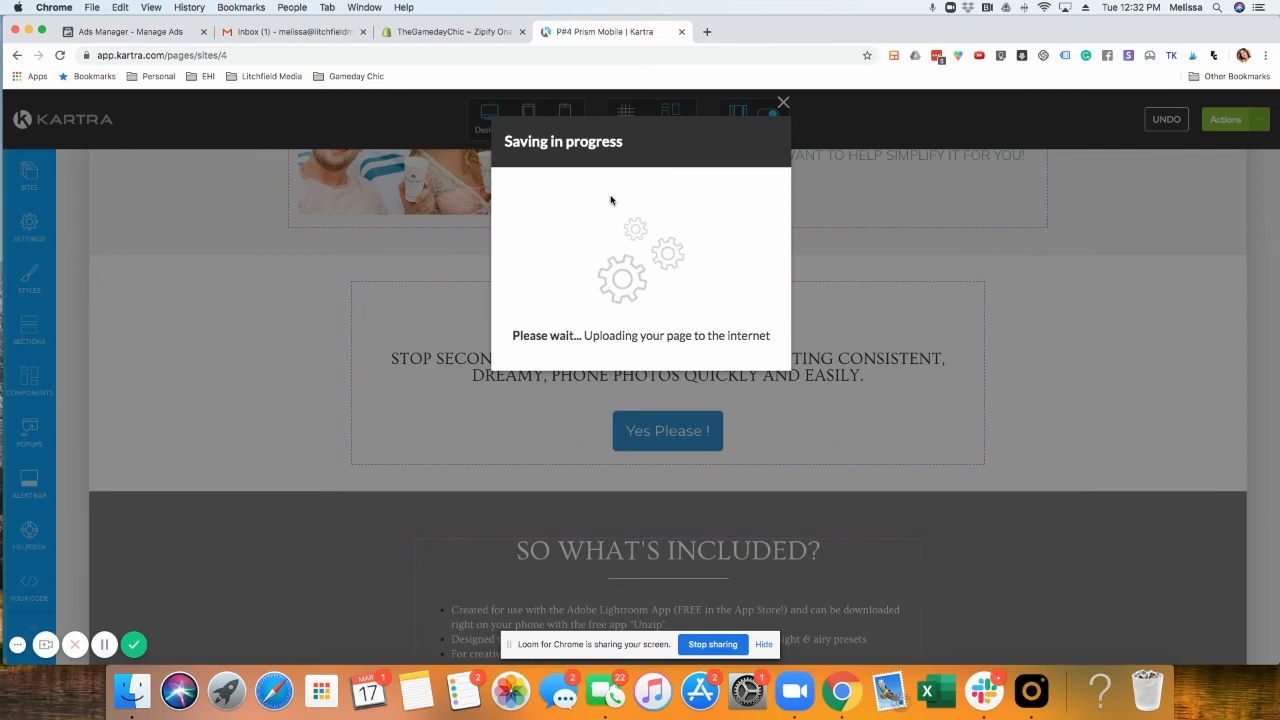 Chrome File Edit View History Bookmarks People Tab Window Help Tue 12:32 PM Melissa
Ads Manager - Manage Ads Inbox (1) - melissa@litchfieldm TheGamedayChic ~ Zipify One P#4 Prism Mobile | Kartra
app.kartra.com/pages/sites/4
Apps Bookmarks Personal EHI Litchfield Media Gameday Chic Other Bookmarks
KARTRA UNDO Actions
Saving in progress
WANT TO HELP SIMPLIFY IT FOR YOU!
SITES
SETTINGS
STYLES
SECTIONS
COMPONENTS
POPUPS
ALERT BAR
HELPDESK
YOUR CODE
Please wait... Uploading your page to the internet
STOP SECON TING CONSISTENT,
DREAMY, PHONE PHOTOS QUICKLY AND EASILY.
Yes Please !
SO WHAT'S INCLUDED?
Created for use with the Adobe Lightroom App (FREE in the App Store!) and can be downloaded
right on your phone with the free app "Unzip"
Designed ght & airy presets
For creativ
Loom for Chrome is sharing your screen. Stop sharing Hide
MAR
17
1
2
2
22
2
1